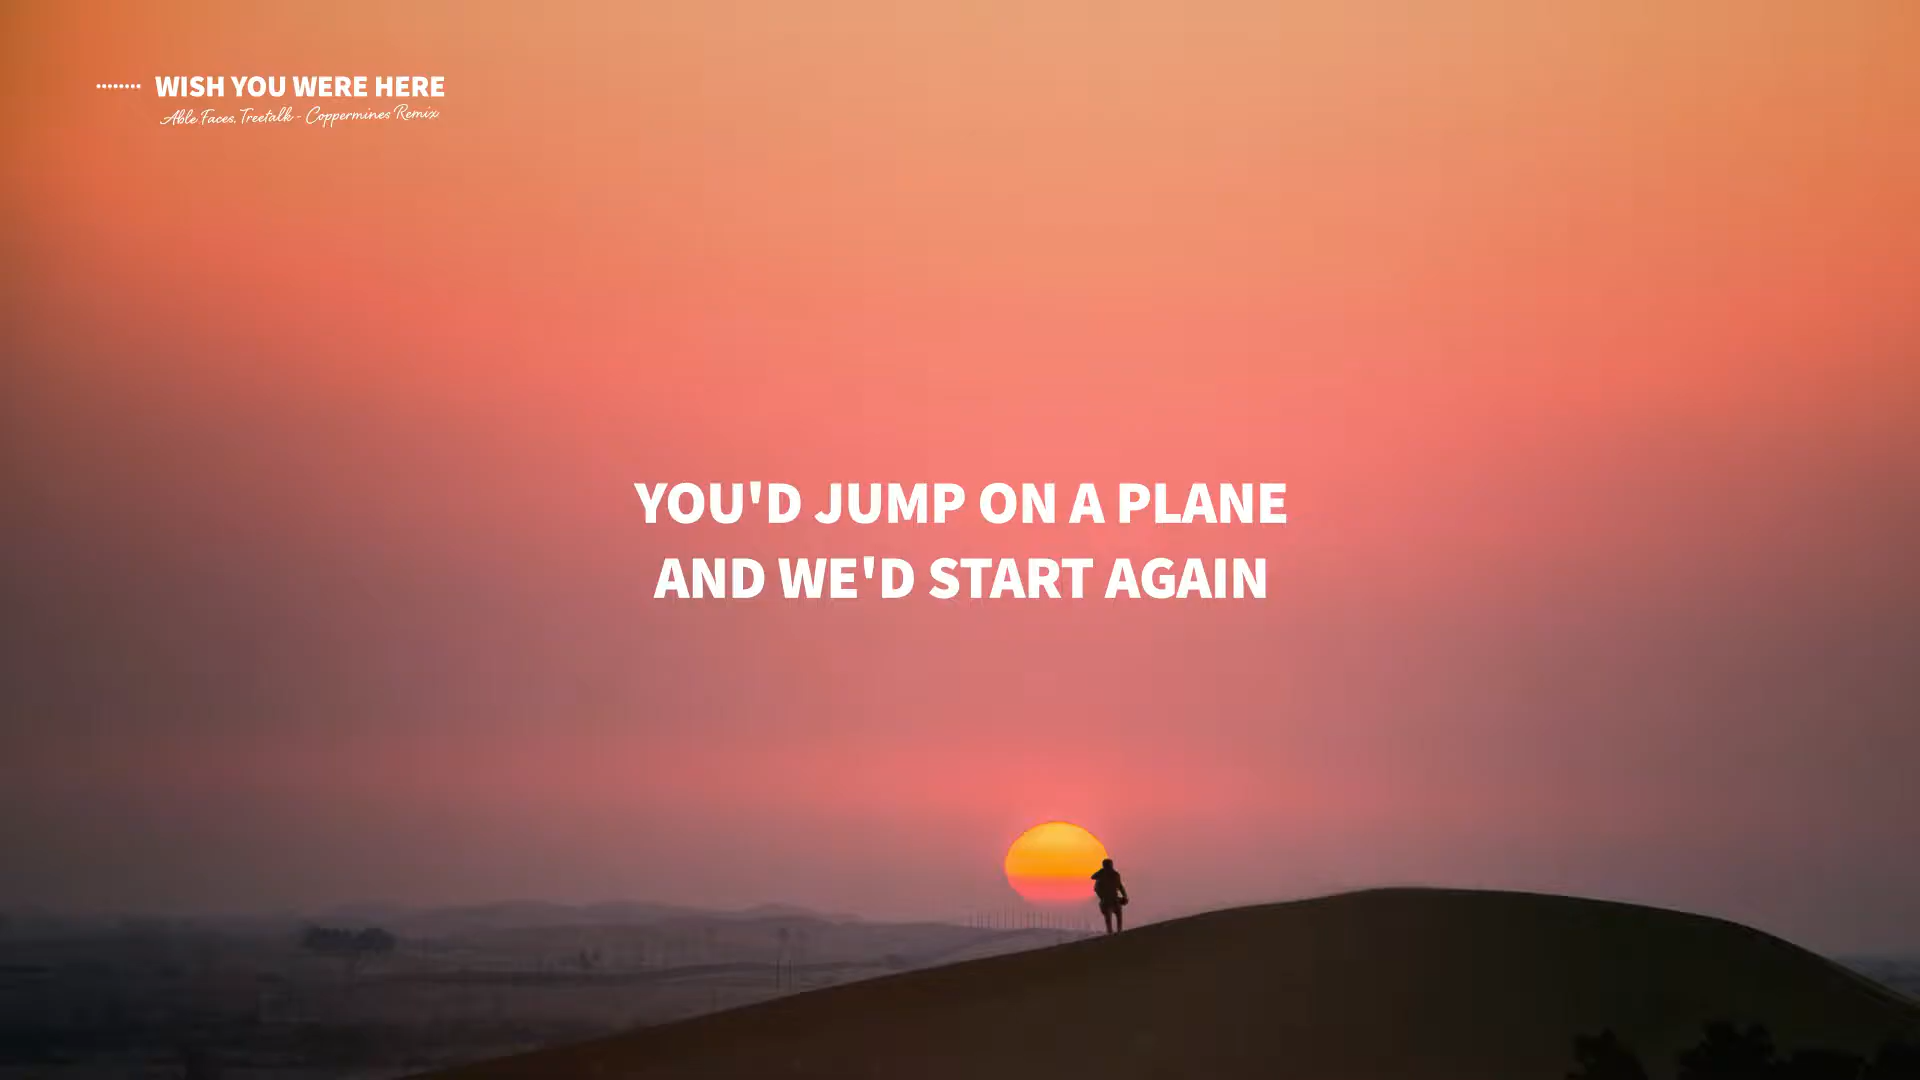 WISH YOU WERE HERE
Able Faces, Treetalk - Coppermines Remix
YOU'D JUMP ON A PLANE
AND WE'D START AGAIN